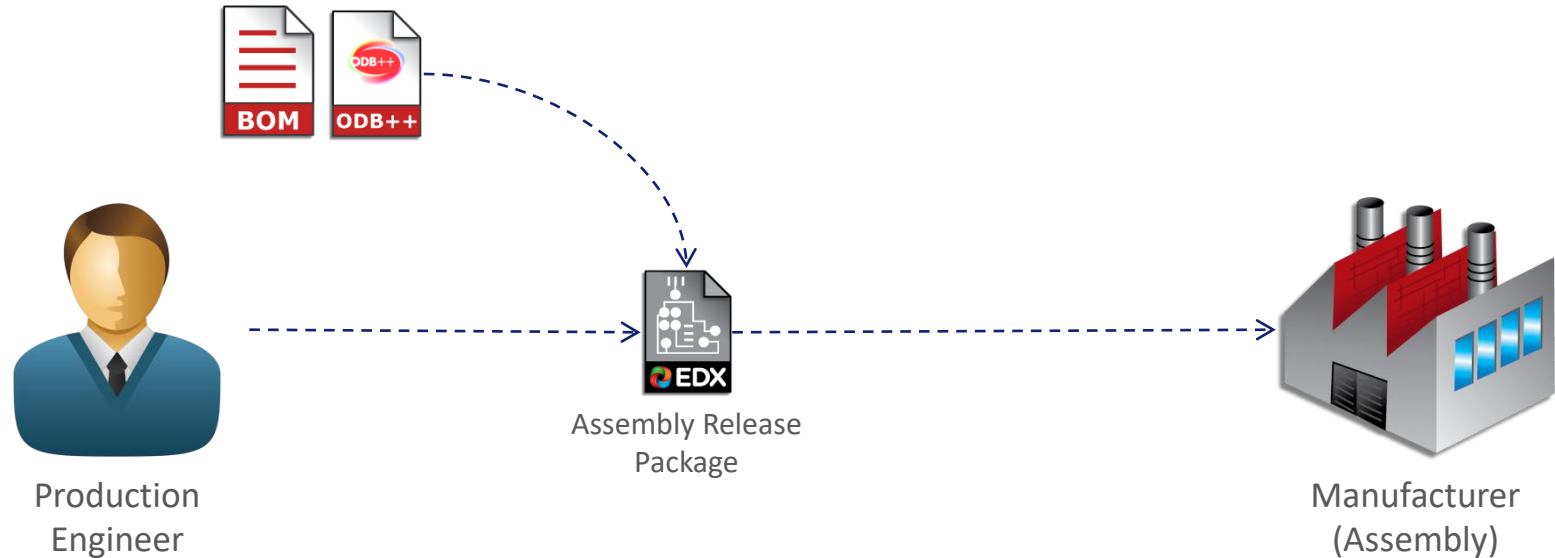 ODB++
BOM
ODB++
EDX
Assembly Release
Package
Production
Engineer
Manufacturer
(Assembly)